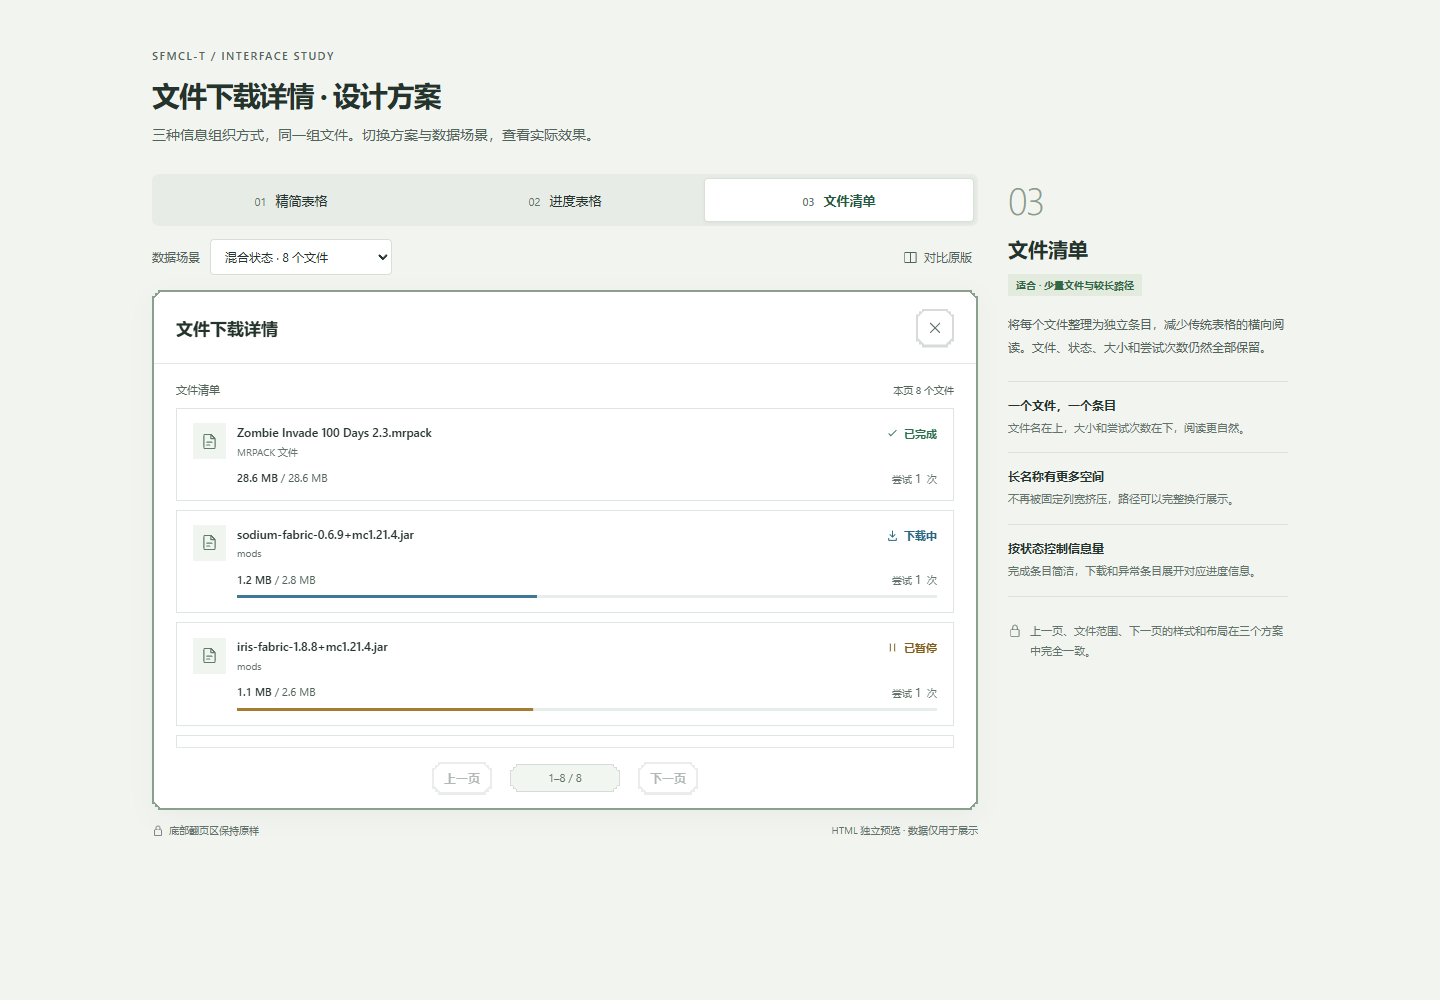 SFMCL-T / INTERFACE STUDY
文件下载详情 · 设计方案
三种信息组织方式，同一组文件。切换方案与数据场景，查看实际效果。
01 精简表格
02 进度表格
03 文件清单
数据场景
混合状态 · 8 个文件
对比原版
文件下载详情
文件清单
本页 8 个文件
Zombie Invade 100 Days 2.3.mrpack
已完成
MRPACK 文件
28.6 MB / 28.6 MB
尝试 1 次
sodium-fabric-0.6.9+mc1.21.4.jar
下载中
mods
1.2 MB / 2.8 MB
尝试 1 次
iris-fabric-1.8.8+mc1.21.4.jar
已暂停
mods
1.1 MB / 2.6 MB
尝试 1 次
上一页
1–8 / 8
下一页
底部翻页区保持原样
HTML 独立预览 · 数据仅用于展示
03
文件清单
适合 · 少量文件与较长路径
将每个文件整理为独立条目，减少传统表格的横向阅
读。文件、状态、大小和尝试次数仍然全部保留。
一个文件，一个条目
文件名在上，大小和尝试次数在下，阅读更自然。
长名称有更多空间
不再被固定列宽挤压，路径可以完整换行展示。
按状态控制信息量
完成条目简洁，下载和异常条目展开对应进度信息。
上一页、文件范围、下一页的样式和布局在三个方案
中完全一致。